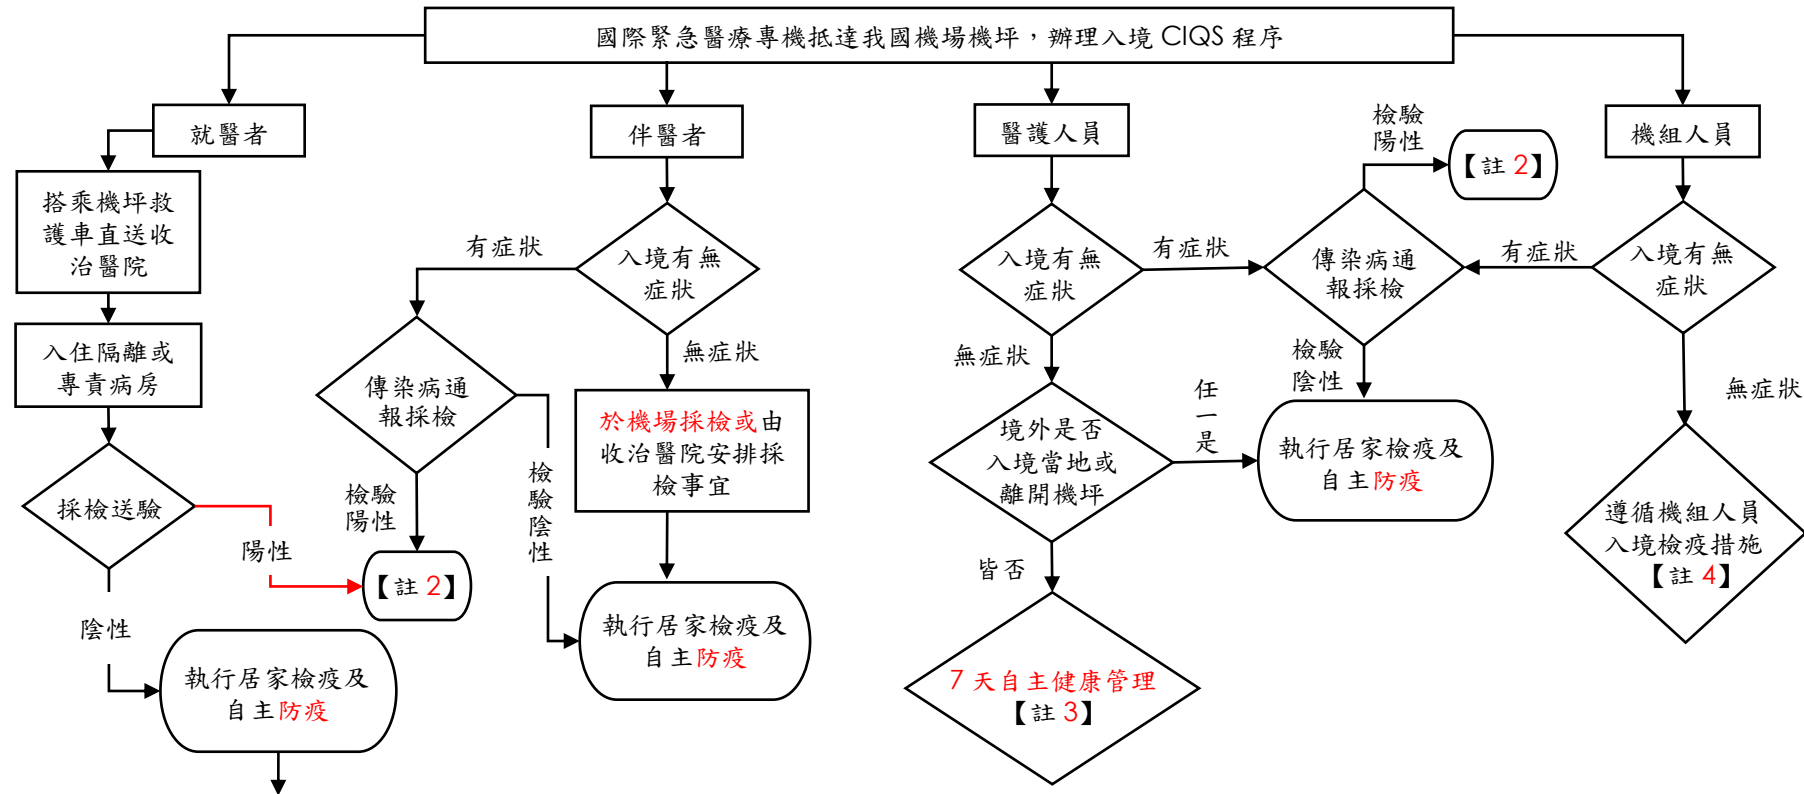 國際緊急醫療專機抵達我國機場機坪，辦理入境 CIQS 程序
就醫者
伴醫者
醫護人員
機組人員
檢驗
陽性
【註 2】
搭乘機坪救
護車直送收
治醫院
有症狀
入境有無
症狀
入境有無
症狀
有症狀
傳染病通
報採檢
有症狀
入境有無
症狀
入住隔離或
專責病房
傳染病通
報採檢
無症狀
無症狀
檢驗
陰性
無症狀
於機場採檢或由
收治醫院安排採
檢事宜
境外是否
入境當地或
離開機坪
任
一
是
執行居家檢疫及
自主防疫
採檢送驗
陽性
檢驗
陽性
檢
驗
陰
性
【註 2】
遵循機組人員
入境檢疫措施
【註 4】
皆否
陰性
執行居家檢疫及
自主防疫
執行居家檢疫及
自主防疫
7 天自主健康管理
【註 3】